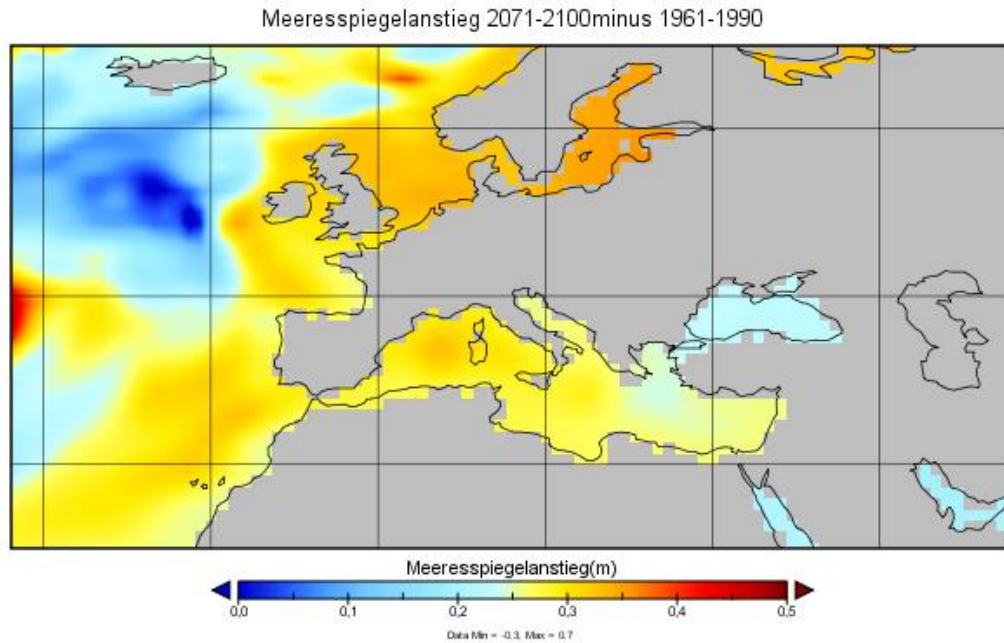 Meeresspiegelanstieg 2071-2100minus 1961-1990
Meeresspiegelanstieg(m)
0,0 0,1 0,2 0,3 0,4 0,5
Data Min = -0,3, Max = 0,7